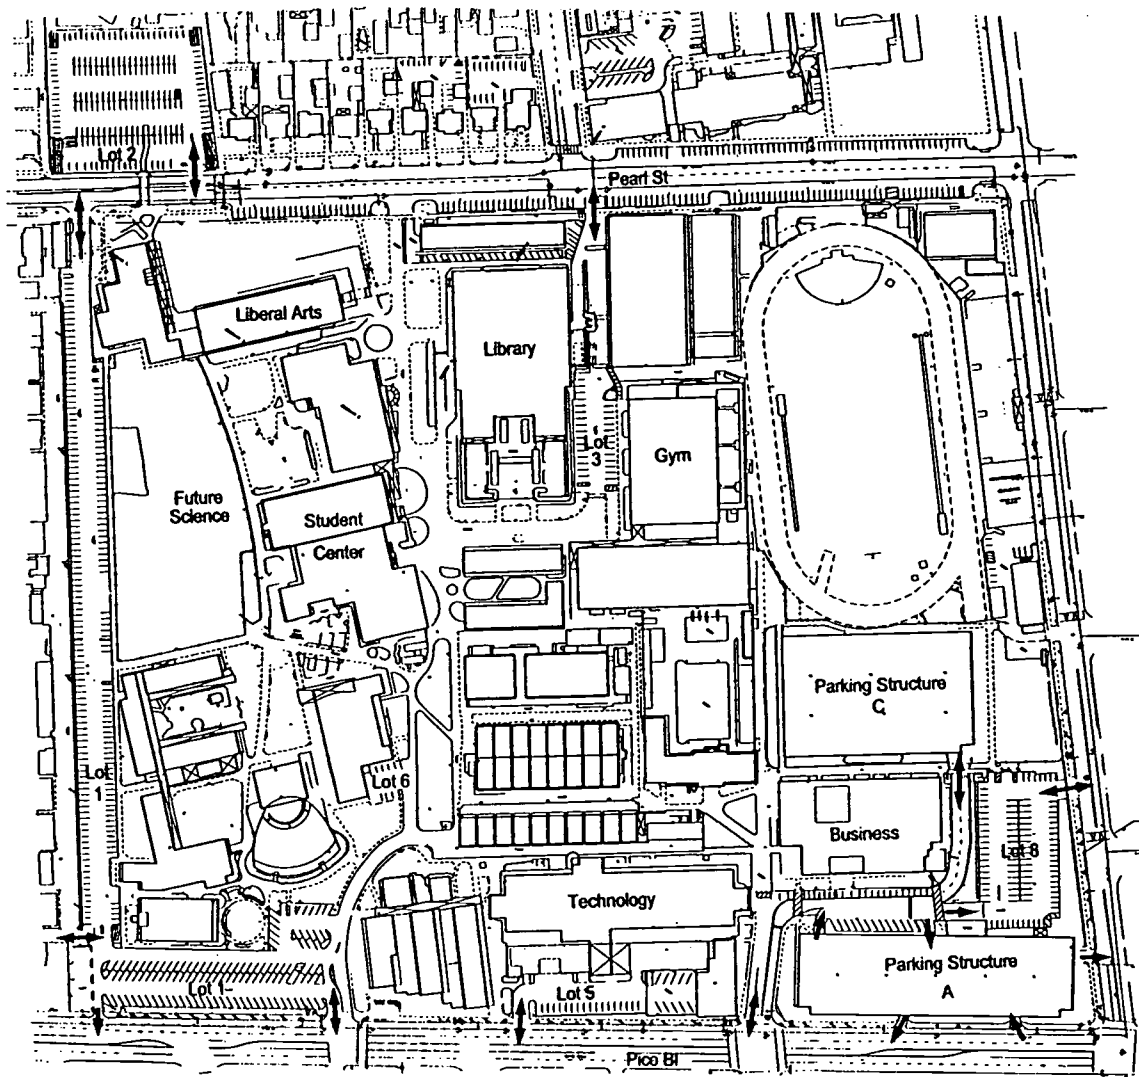 Lot 2
Pearl St
Liberal Arts
Library
Lot
3
Gym
Future
Science
Student
Center
Parking Structure
C
Lot
1
Lot 6
Business
Lot 8
Technology
Parking Structure
A
Lot 1
Lot 5
Pico Bl